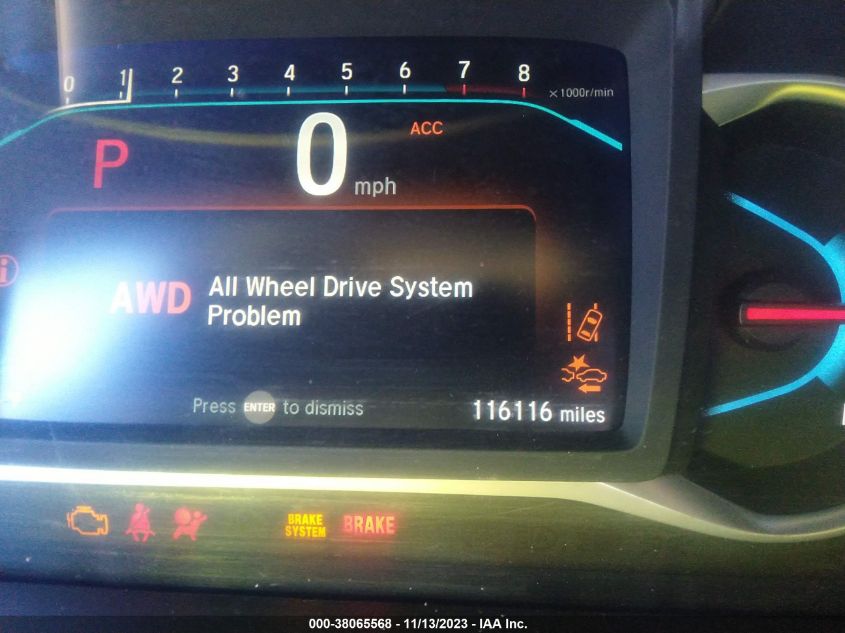 0 1 2 3 4 5 6 7 8
×1000r/min
P 0 mph ACC
AWD All Wheel Drive System
Problem
Press ENTER to dismiss 116116 miles
BRAKE SYSTEM BRAKE
000-38065568 - 11/13/2023 - IAA Inc.